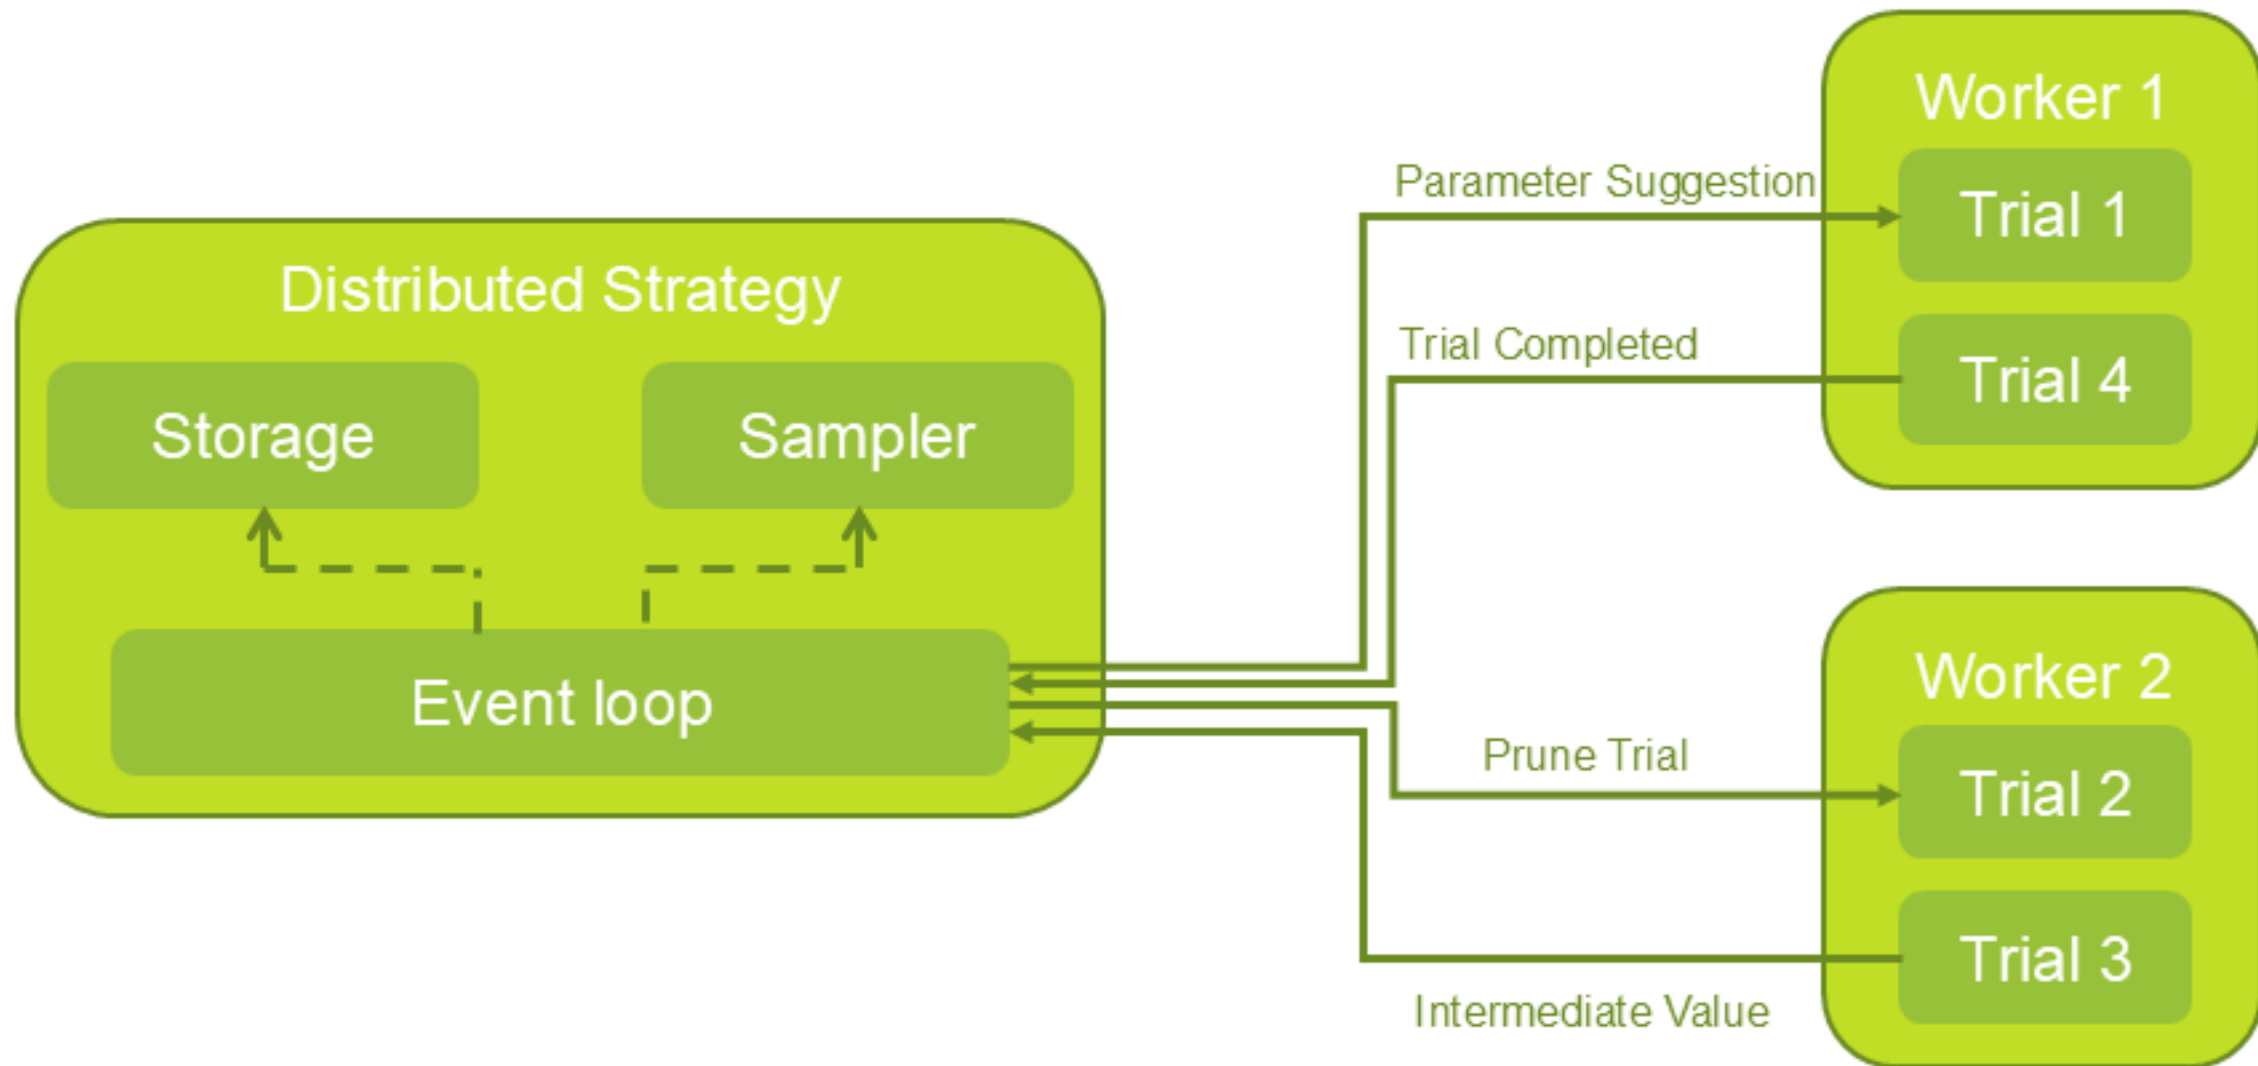 Distributed Strategy
Storage
Sampler
Event loop
Parameter Suggestion
Trial Completed
Prune Trial
Intermediate Value
Worker 1
Trial 1
Trial 4
Worker 2
Trial 2
Trial 3